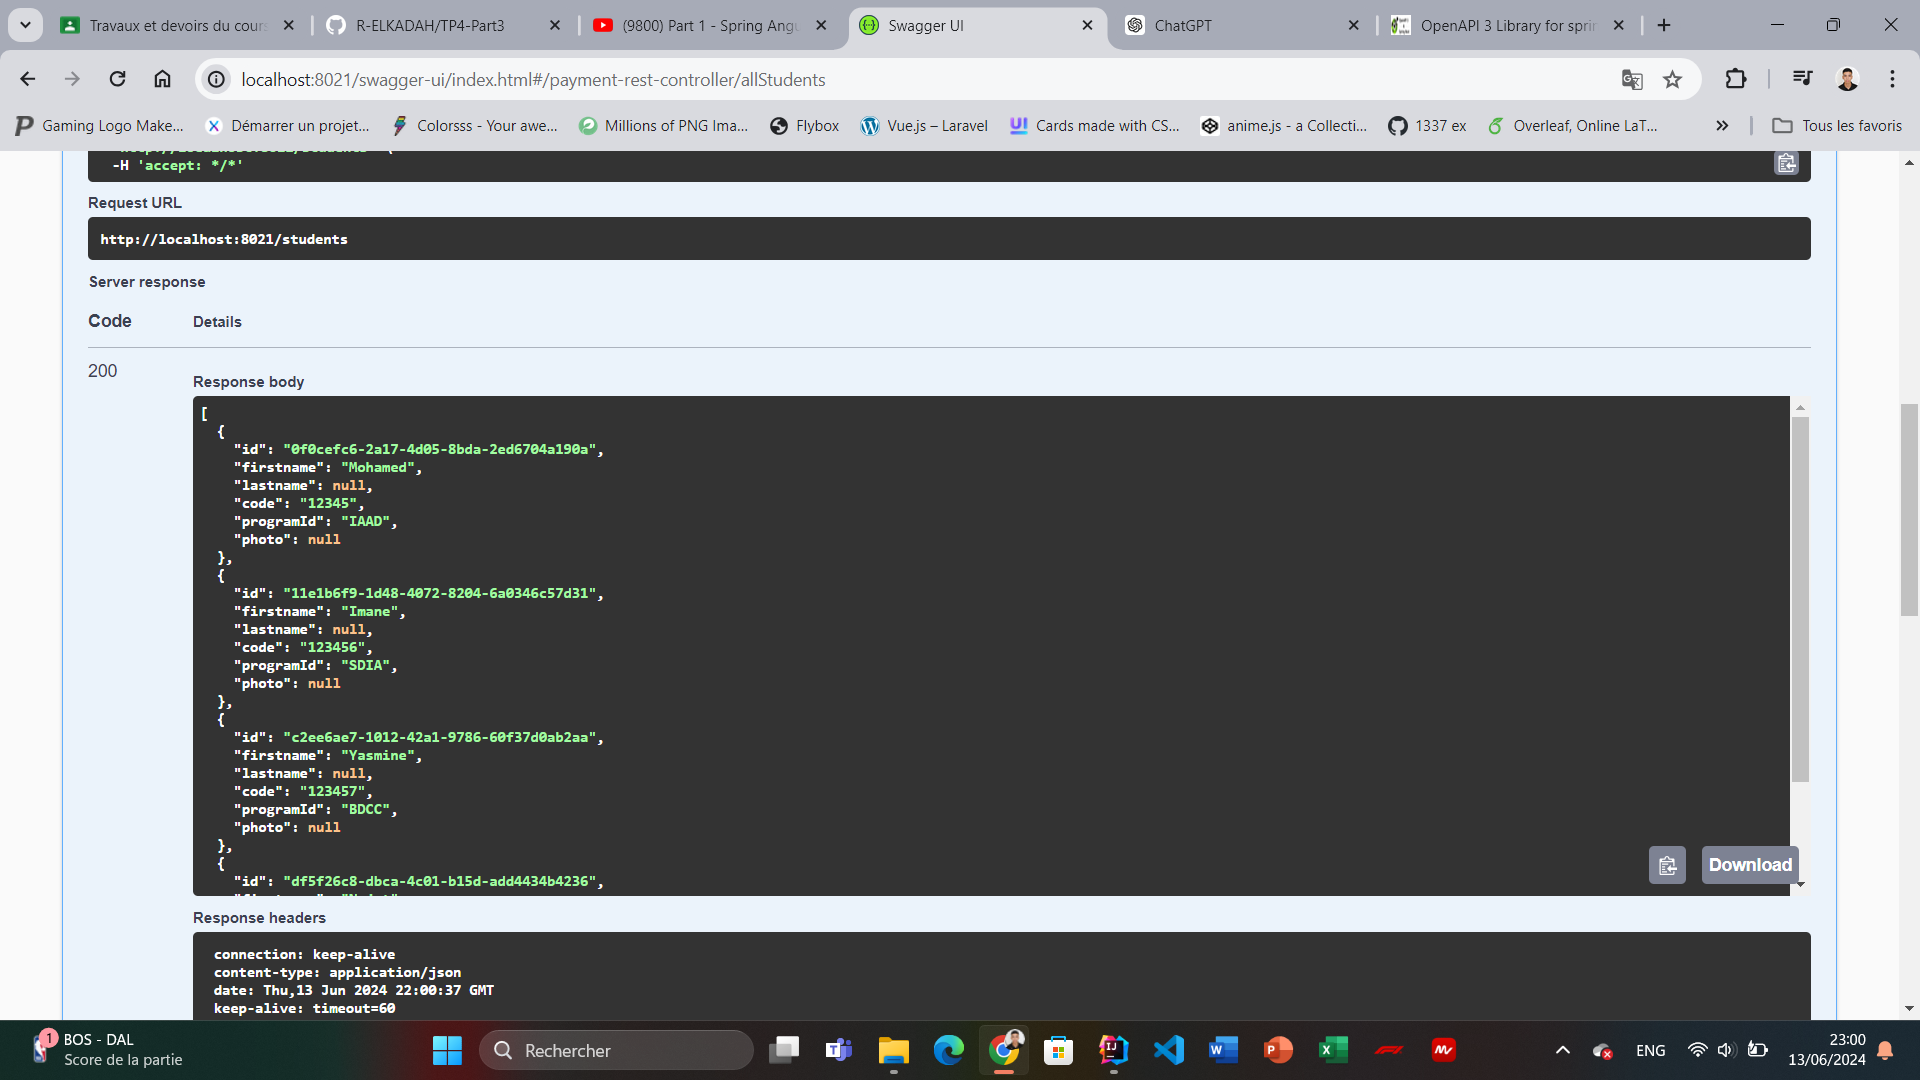 Travaux et devoirs du cours
R-ELKADAH/TP4-Part3
(9800) Part 1 - Spring Angu
Swagger UI
ChatGPT
OpenAPI 3 Library for sprin
localhost:8021/swagger-ui/index.html#/payment-rest-controller/allStudents
Gaming Logo Make...
Démarrer un projet...
Colorsss - Your awe...
Millions of PNG Ima...
Flybox
Vue.js – Laravel
Cards made with CS...
anime.js - a Collecti...
1337 ex
Overleaf, Online LaT...
Tous les favoris
-H 'accept: */*'
Request URL
http://localhost:8021/students
Server response
Code Details
200
Response body
[
{
"id": "0f0cefc6-2a17-4d05-8bda-2ed6704a190a",
"firstname": "Mohamed",
"lastname": null,
"code": "12345",
"programId": "IAAD",
"photo": null
},
{
"id": "11e1b6f9-1d48-4072-8204-6a0346c57d31",
"firstname": "Imane",
"lastname": null,
"code": "123456",
"programId": "SDIA",
"photo": null
},
{
"id": "c2ee6ae7-1012-42a1-9786-60f37d0ab2aa",
"firstname": "Yasmine",
"lastname": null,
"code": "123457",
"programId": "BDCC",
"photo": null
},
{
"id": "df5f26c8-dbca-4c01-b15d-add4434b4236",
Download
Response headers
connection: keep-alive
content-type: application/json
date: Thu,13 Jun 2024 22:00:37 GMT
keep-alive: timeout=60
1
BOS - DAL
Score de la partie
Rechercher
ENG
23:00
13/06/2024